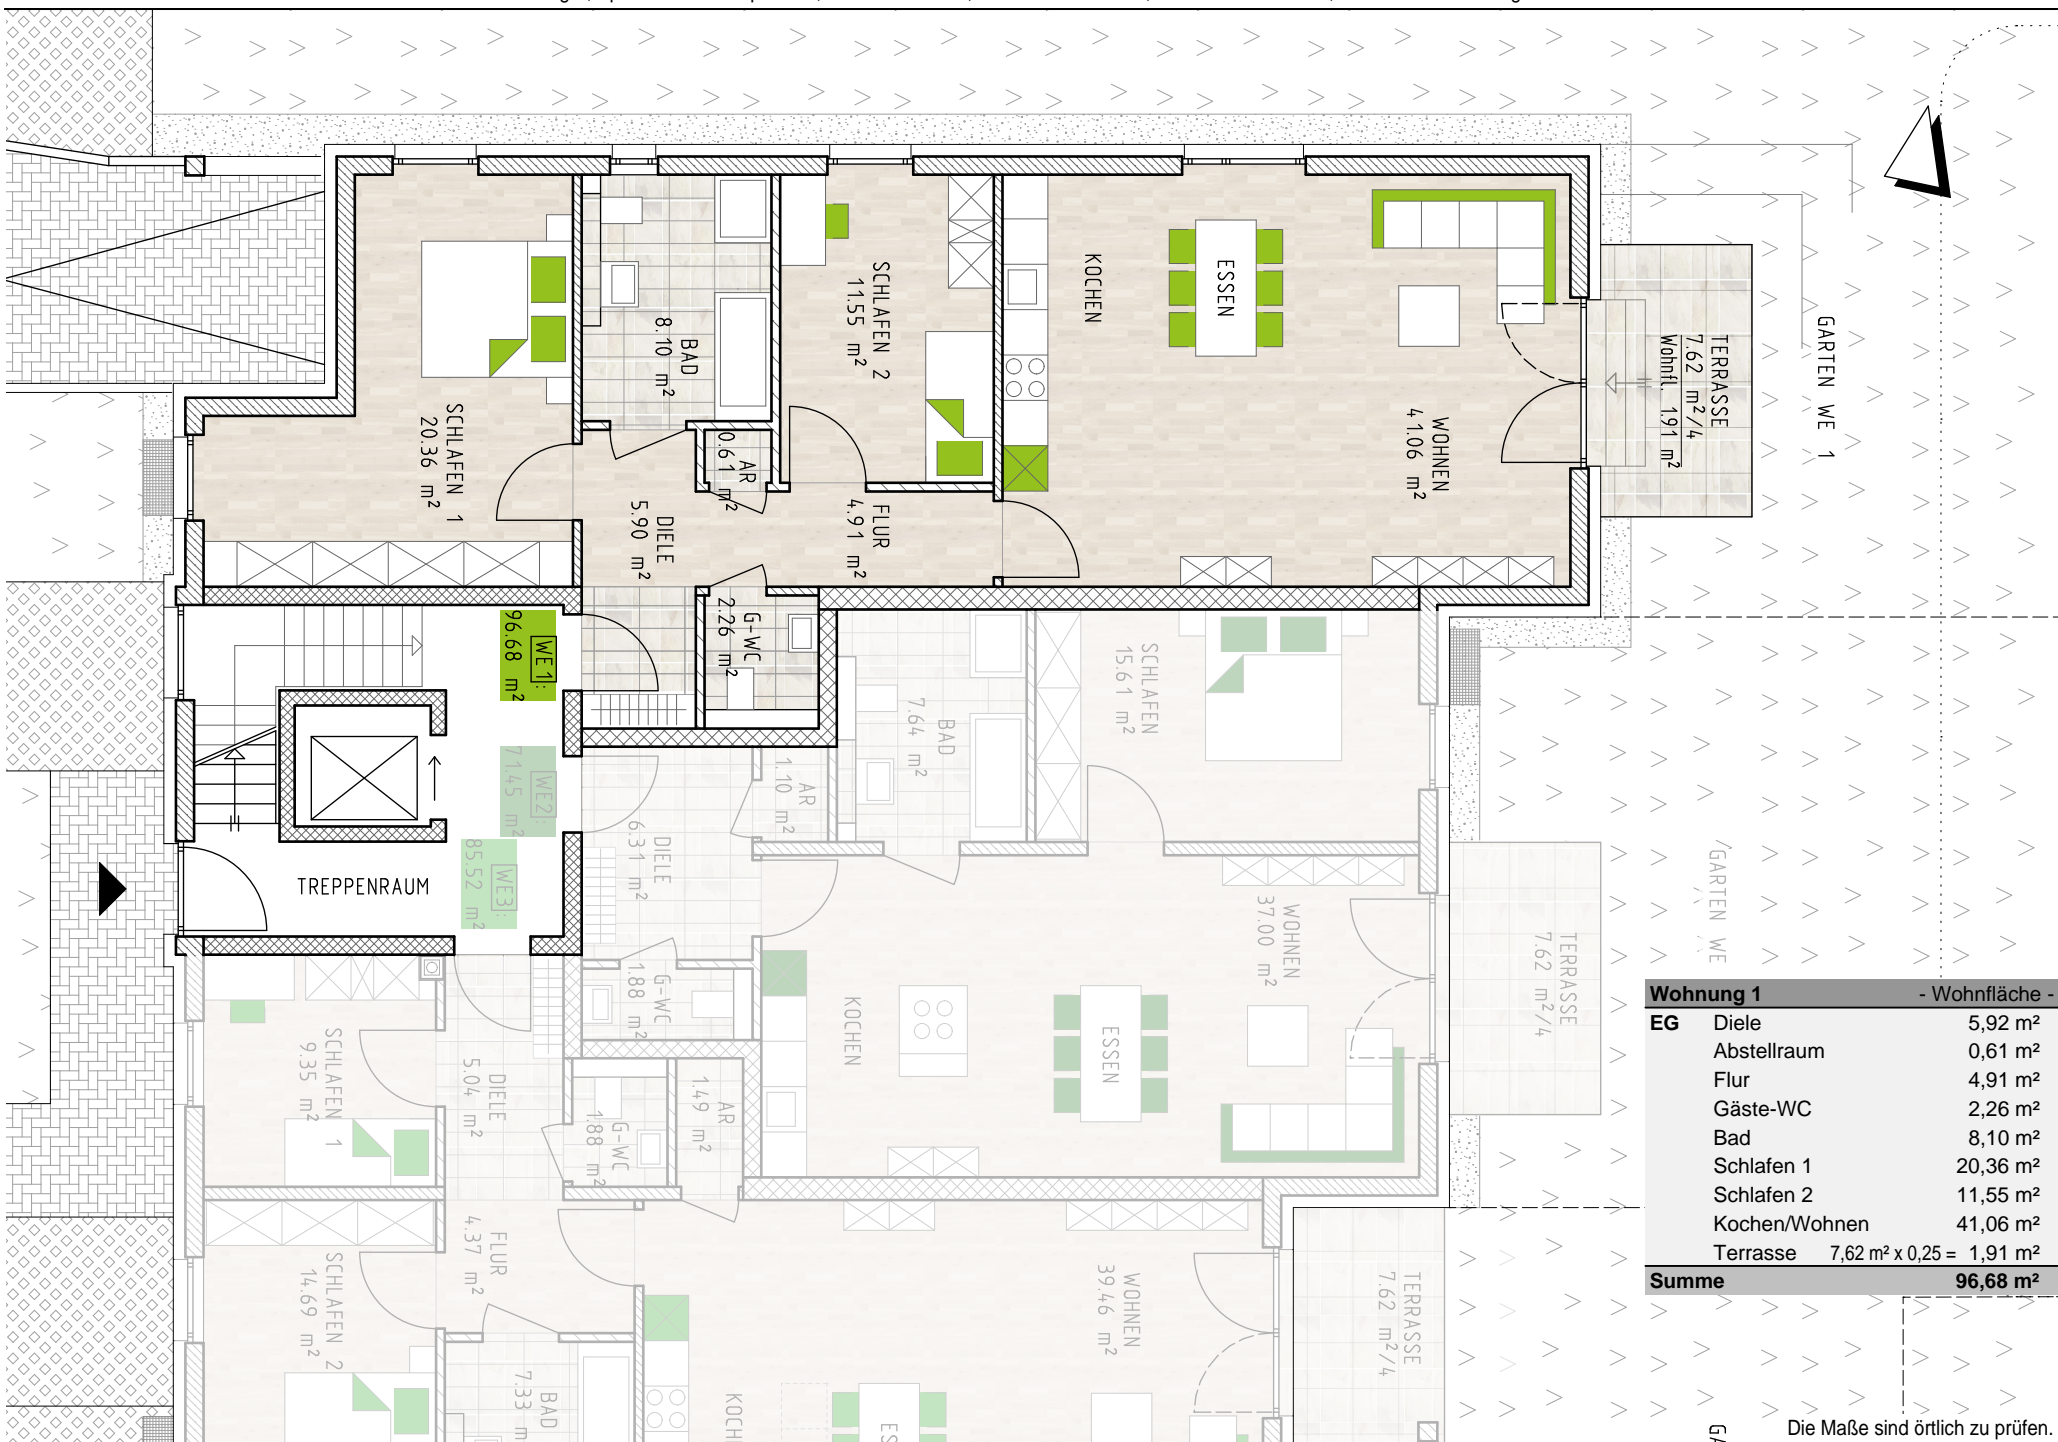 SCHLAFEN 1
20.36 m²
BAD
8.10 m²
SCHLAFEN 2
11.55 m²
KOCHEN
ESSEN
WOHNEN
41.06 m²
TERRASSE
7.62 m²/4
Wohnfl. 1.91 m²
GARTEN WE 1
AR
0.61 m²
DIELE
5.90 m²
FLUR
4.91 m²
G-WC
2.26 m²
WE1:
96.68 m²
WE2:
71.45 m²
WE3:
85.52 m²
TREPPENRAUM
SCHLAFEN
15.61 m²
BAD
7.64 m²
AR
1.10 m²
DIELE
6.31 m²
G-WC
1.88 m²
KOCHEN
ESSEN
WOHNEN
37.00 m²
TERRASSE
7.62 m²/4
GARTEN WE
SCHLAFEN 1
9.35 m²
DIELE
5.04 m²
G-WC
1.88 m²
AR
1.49 m²
SCHLAFEN 2
14.69 m²
FLUR
4.37 m²
BAD
7.33 m
KOCH
ES
WOHNEN
39.46 m²
TERRASSE
7.62 m²/4
GA
Wohnung 1 - Wohnfläche -
EG Diele 5,92 m²
Abstellraum 0,61 m²
Flur 4,91 m²
Gäste-WC 2,26 m²
Bad 8,10 m²
Schlafen 1 20,36 m²
Schlafen 2 11,55 m²
Kochen/Wohnen 41,06 m²
Terrasse 7,62 m² x 0,25 = 1,91 m²
Summe 96,68 m²
Die Maße sind örtlich zu prüfen.